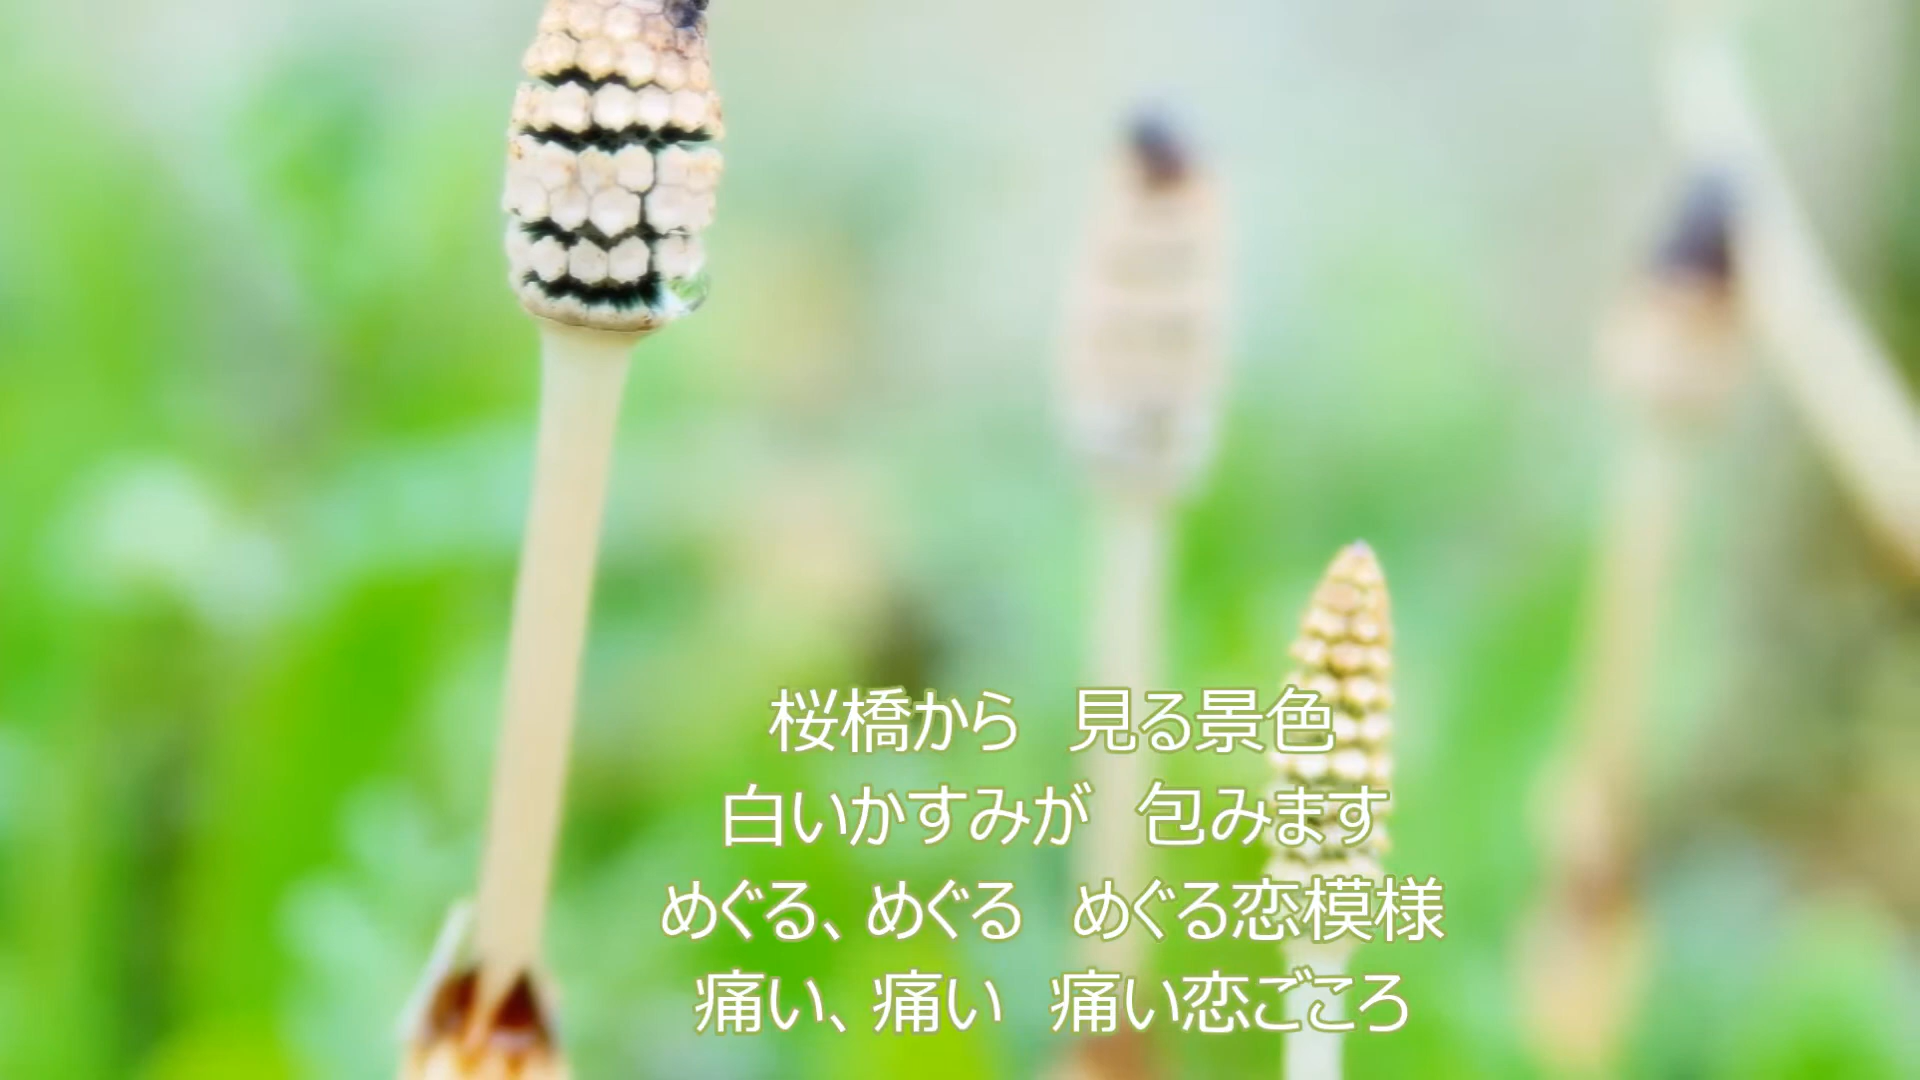 桜橋から　見る景色
白いかすみが　包みます
めぐる、めぐる　めぐる恋模様
痛い、痛い　痛い恋ごころ